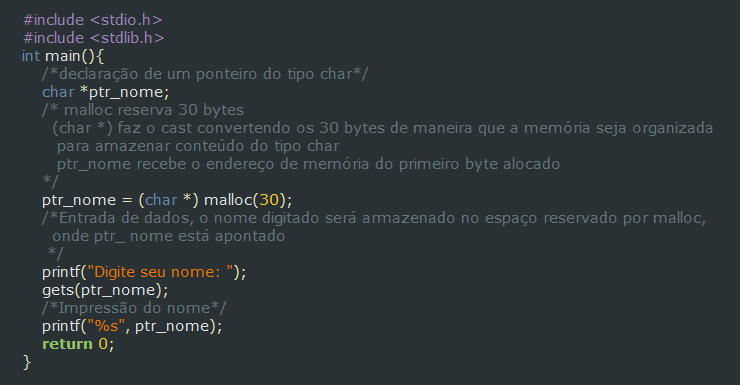 #include <stdio.h>
#include <stdlib.h>
int main(){
/*declaração de um ponteiro do tipo char*/
char *ptr_nome;
/* malloc reserva 30 bytes
(char *) faz o cast convertendo os 30 bytes de maneira que a memória seja organizada
para amazenar conteúdo do tipo char
ptr_nome recebe o endereço de memória do primeiro byte alocado
*/
ptr_nome = (char *) malloc(30);
/*Entrada de dados, o nome digitado será armazenado no espaço reservado por malloc,
onde ptr_ nome está apontado
*/
printf("Digite seu nome: ");
gets(ptr_nome);
/*Impressão do nome*/
printf("%s", ptr_nome);
return 0;
}